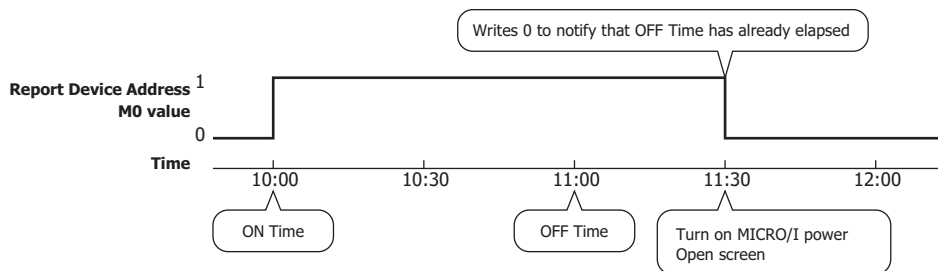 Writes 0 to notify that OFF Time has already elapsed
Report Device Address
M0 value
1
0
Time
10:00
10:30
11:00
11:30
12:00
ON Time
OFF Time
Turn on MICRO/I power
Open screen